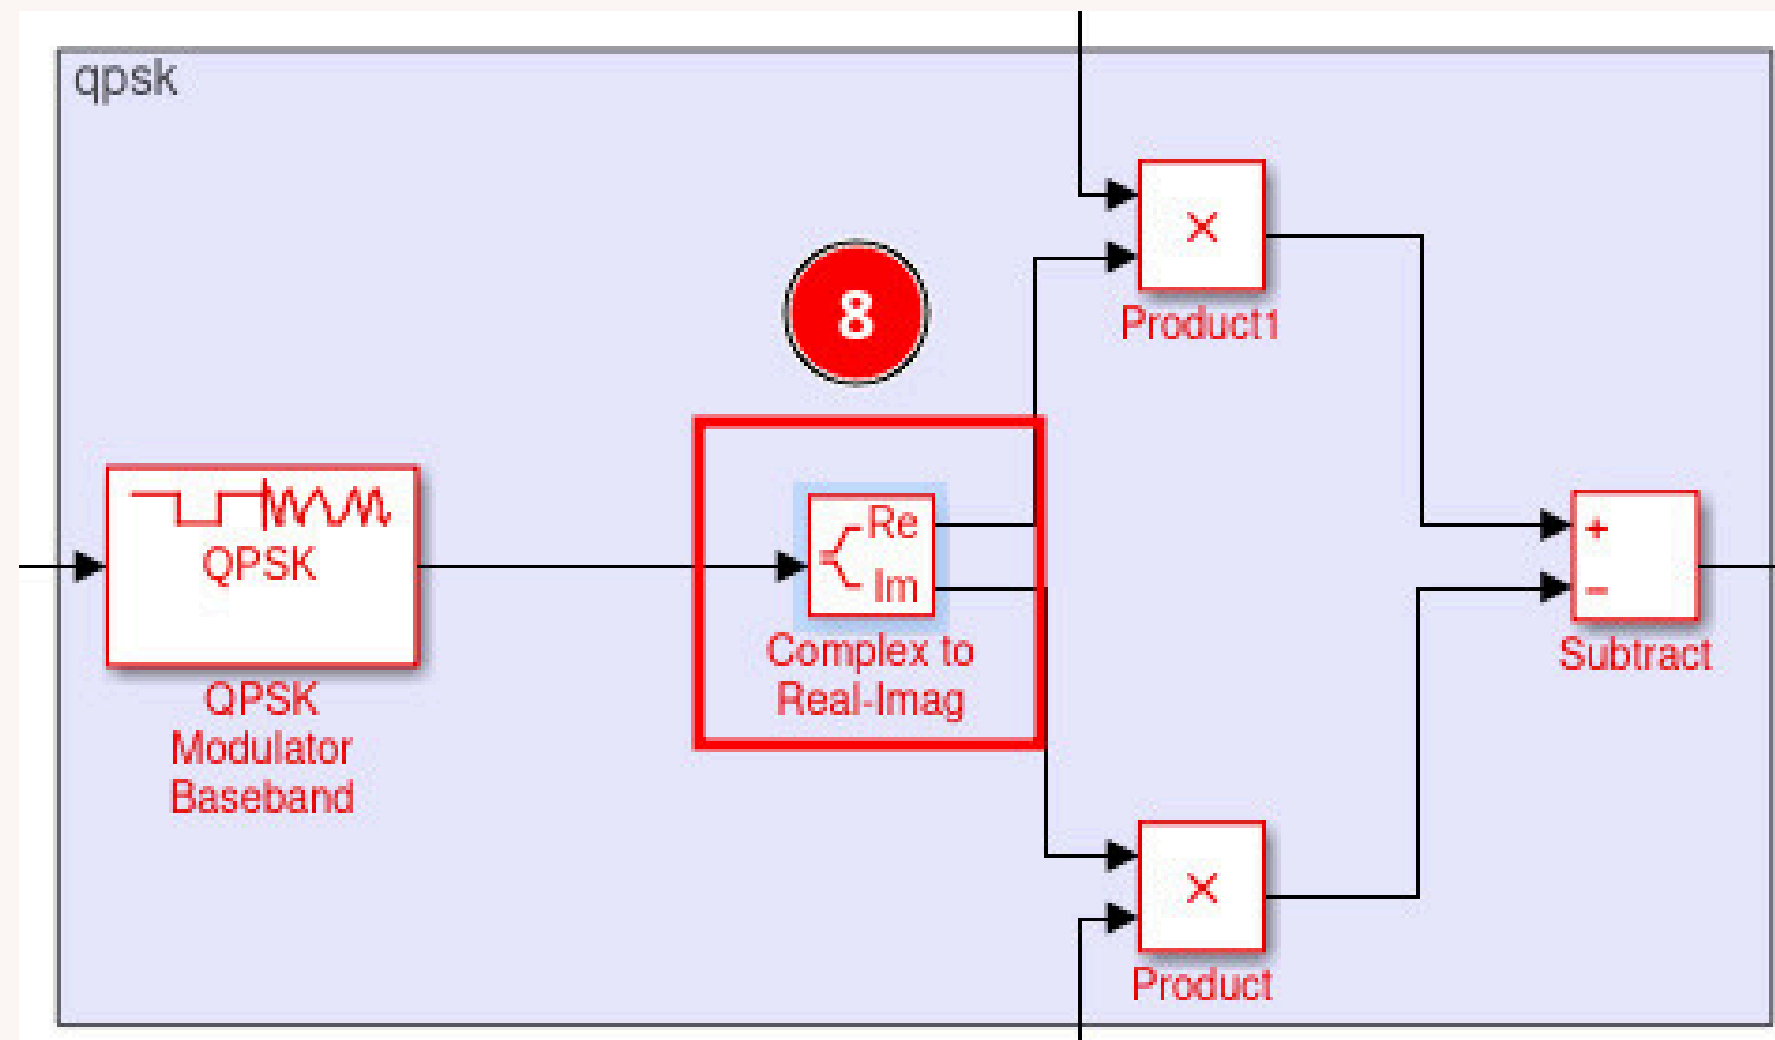 qpsk
×
Product1
8
Re
Im
Complex to
Real-Imag
QPSK
QPSK
Modulator
Baseband
+
−
Subtract
×
Product